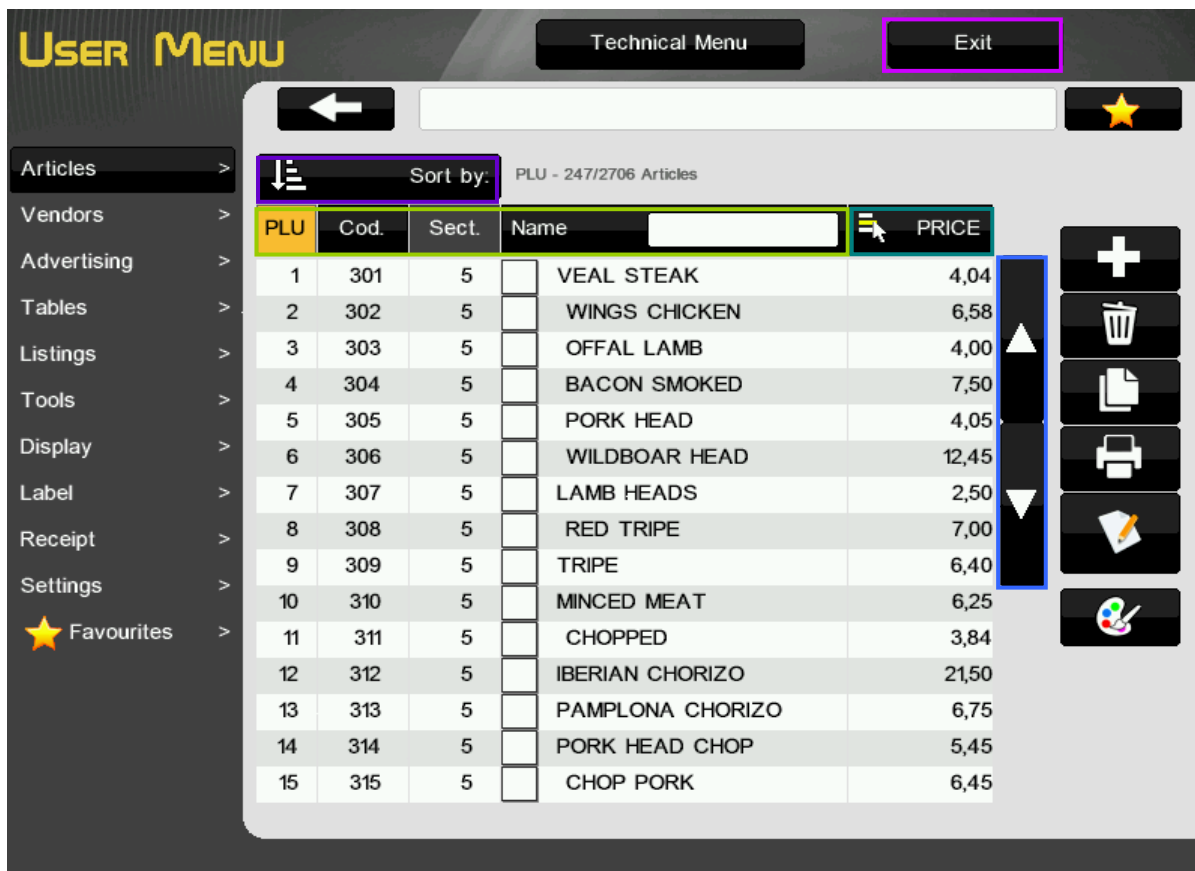 USER MENU
Technical Menu
Exit
Articles >
Vendors >
Advertising >
Tables >
Listings >
Tools >
Display >
Label >
Receipt >
Settings >
Favourites >
Sort by:
PLU - 247/2706 Articles
PLU Cod. Sect. Name PRICE
1 301 5 VEAL STEAK 4,04
2 302 5 WINGS CHICKEN 6,58
3 303 5 OFFAL LAMB 4,00
4 304 5 BACON SMOKED 7,50
5 305 5 PORK HEAD 4,05
6 306 5 WILDBOAR HEAD 12,45
7 307 5 LAMB HEADS 2,50
8 308 5 RED TRIPE 7,00
9 309 5 TRIPE 6,40
10 310 5 MINCED MEAT 6,25
11 311 5 CHOPPED 3,84
12 312 5 IBERIAN CHORIZO 21,50
13 313 5 PAMPLONA CHORIZO 6,75
14 314 5 PORK HEAD CHOP 5,45
15 315 5 CHOP PORK 6,45